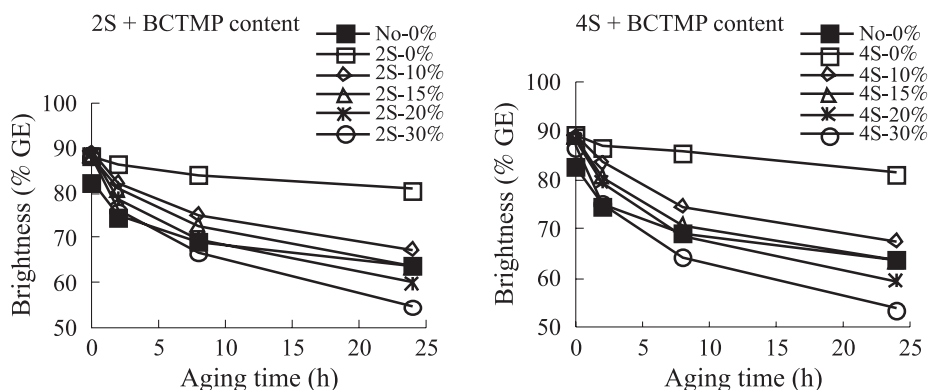 2S + BCTMP content
No-0%
2S-0%
2S-10%
2S-15%
2S-20%
2S-30%
Brightness (% GE)
100
90
80
70
60
50
0 5 10 15 20 25
Aging time (h)
4S + BCTMP content
No-0%
4S-0%
4S-10%
4S-15%
4S-20%
4S-30%
Brightness (% GE)
100
90
80
70
60
50
0 5 10 15 20 25
Aging time (h)